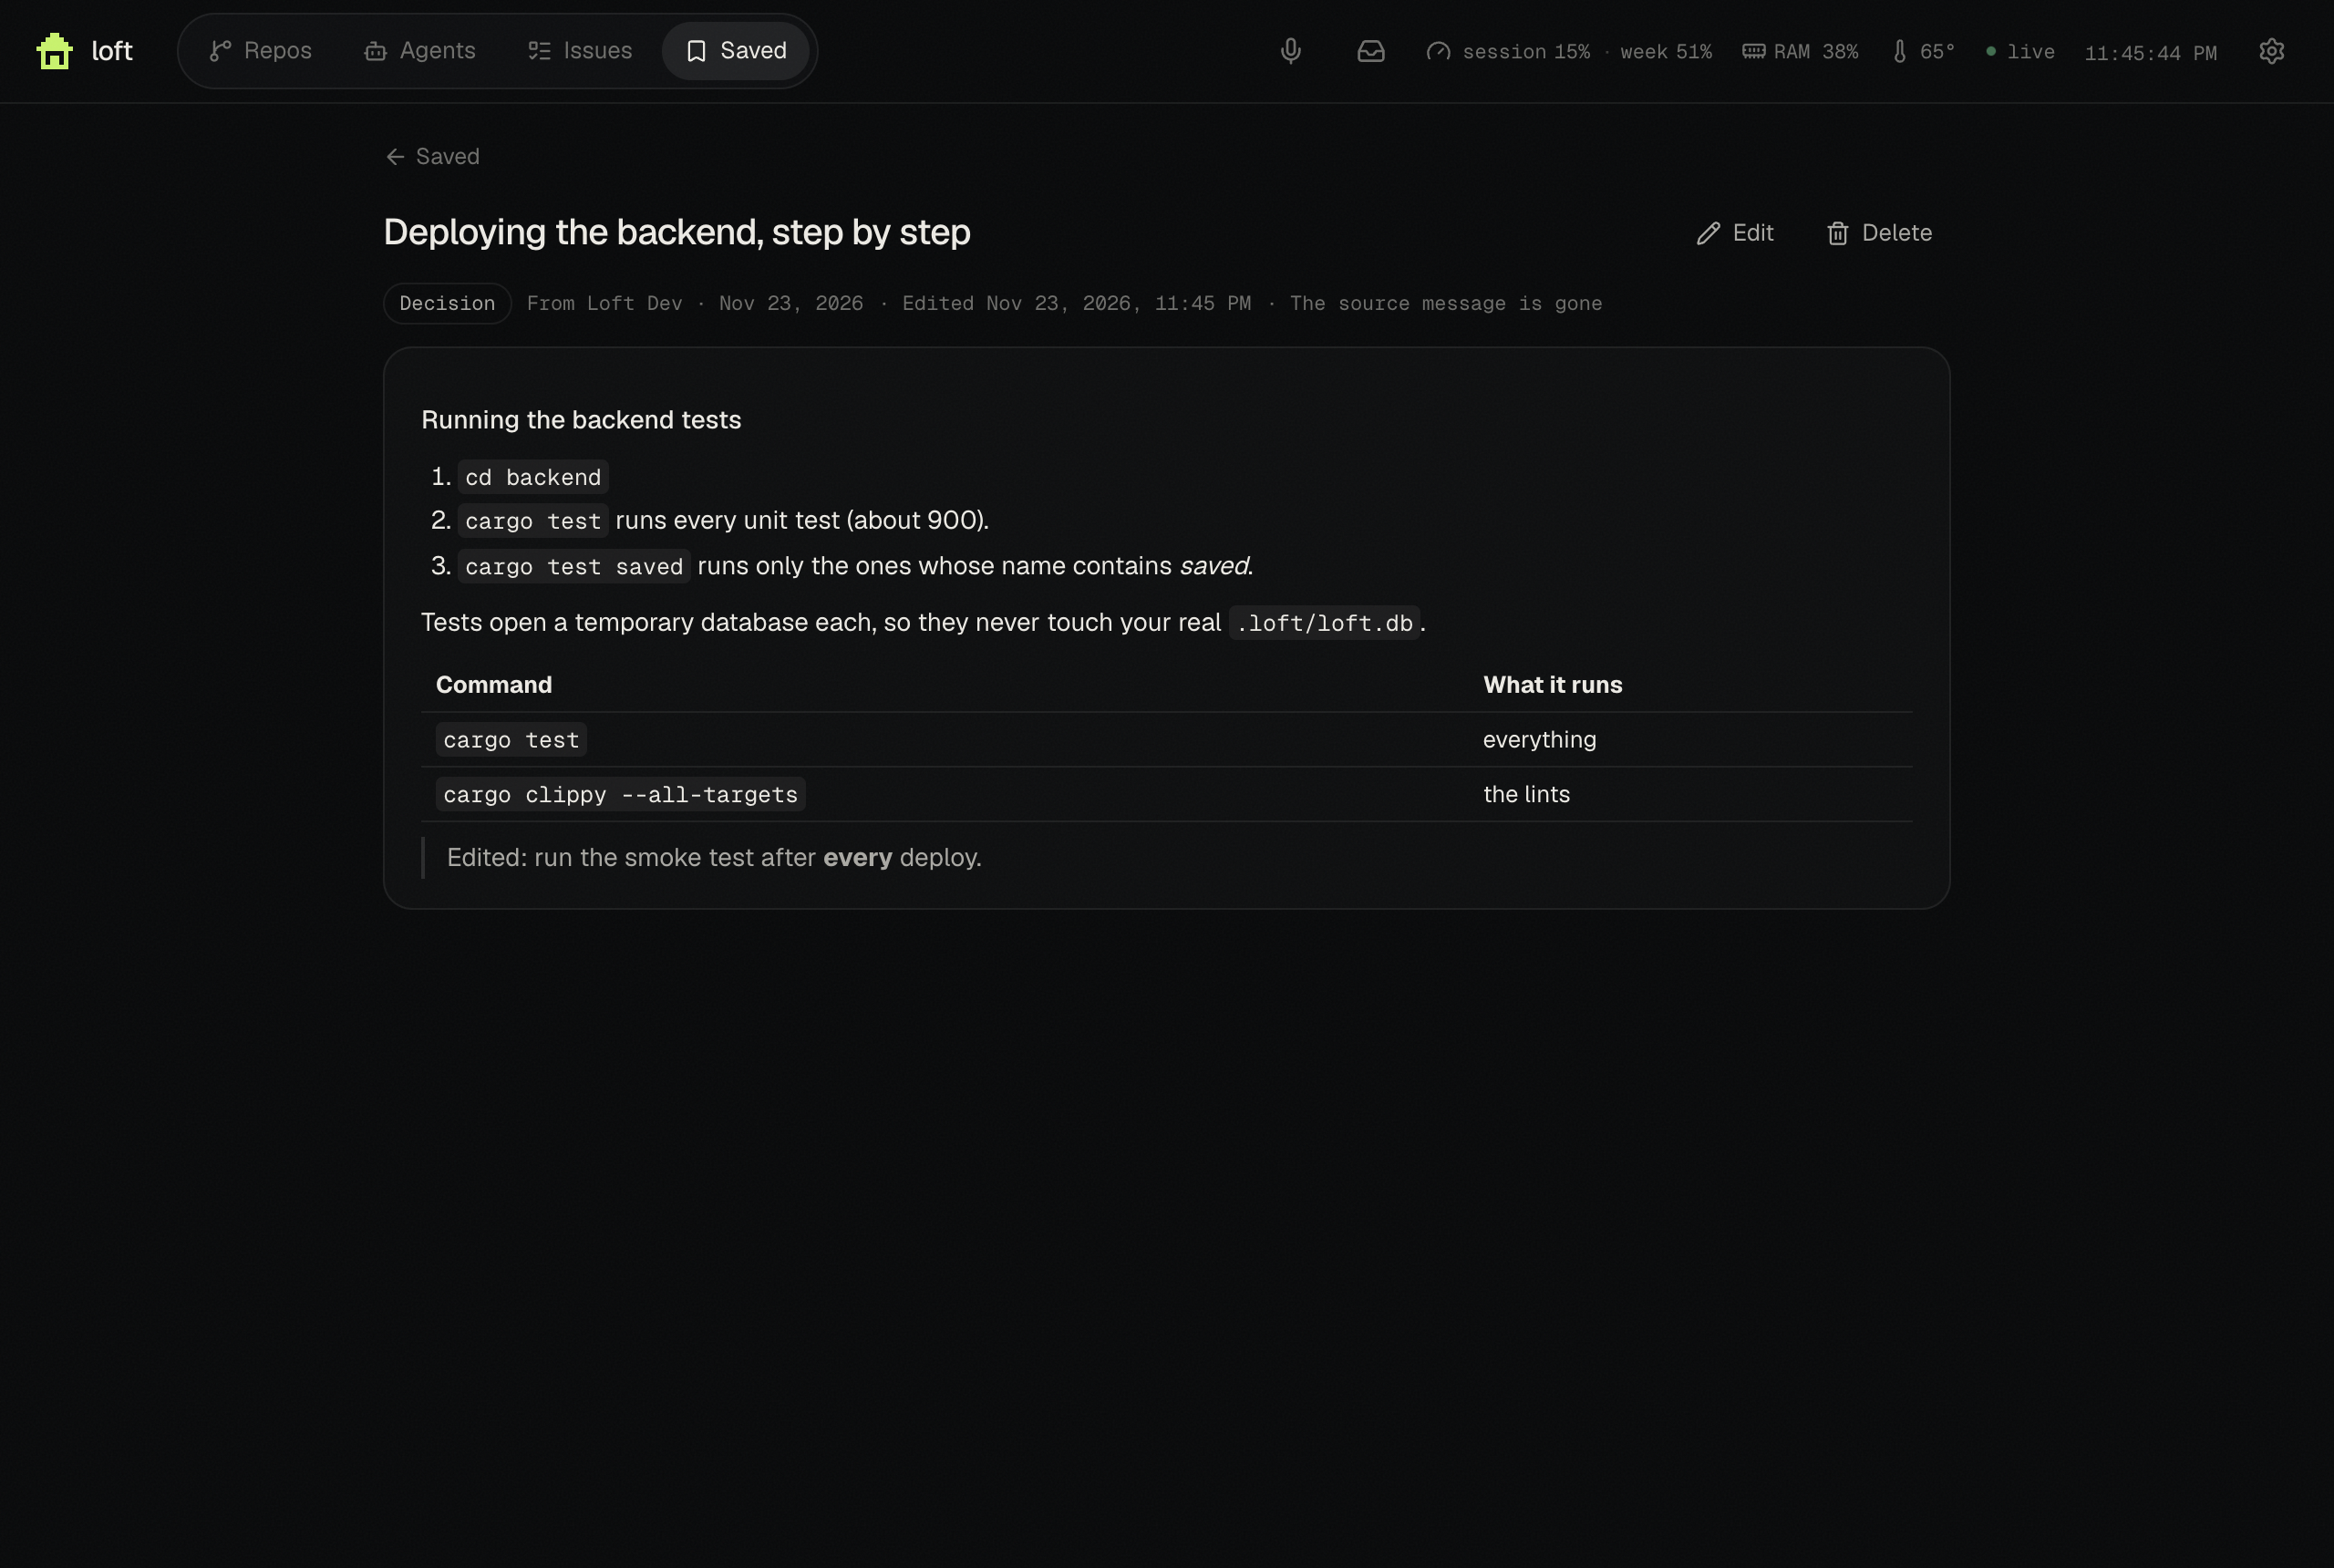 loft Repos Agents Issues Saved session 15% · week 51% RAM 38% 65° live 11:45:44 PM
Saved
Deploying the backend, step by step Edit Delete
Decision From Loft Dev · Nov 23, 2026 · Edited Nov 23, 2026, 11:45 PM · The source message is gone
Running the backend tests
1. cd backend
2. cargo test runs every unit test (about 900).
3. cargo test saved runs only the ones whose name contains saved.
Tests open a temporary database each, so they never touch your real .loft/loft.db.
Command What it runs
cargo test everything
cargo clippy --all-targets the lints
Edited: run the smoke test after every deploy.